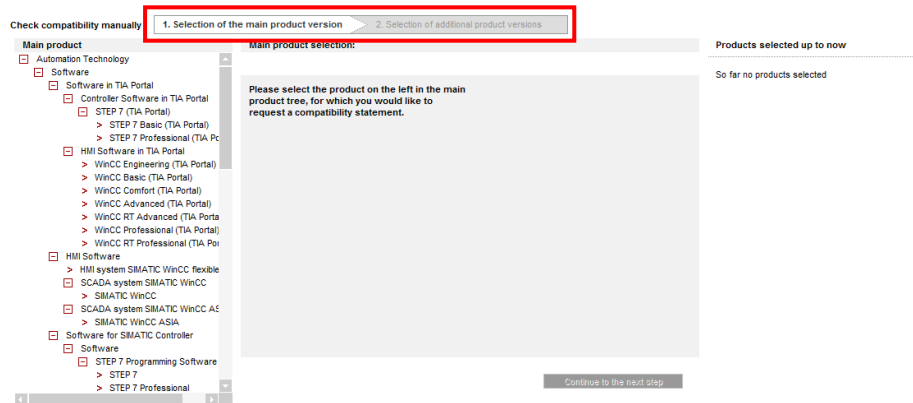 Check compatibility manually
1. Selection of the main product version
2. Selection of additional product versions
Main product
Automation Technology
Software
Software in TIA Portal
Controller Software in TIA Portal
STEP 7 (TIA Portal)
> STEP 7 Basic (TIA Portal)
> STEP 7 Professional (TIA Po
HMI Software in TIA Portal
> WinCC Engineering (TIA Portal)
> WinCC Basic (TIA Portal)
> WinCC Comfort (TIA Portal)
> WinCC Advanced (TIA Portal)
> WinCC RT Advanced (TIA Porta
> WinCC Professional (TIA Portal)
> WinCC RT Professional (TIA Por
HMI Software
> HMI system SIMATIC WinCC flexible
SCADA system SIMATIC WinCC
> SIMATIC WinCC
SCADA system SIMATIC WinCC AS
> SIMATIC WinCC ASIA
Software for SIMATIC Controller
Software
STEP 7 Programming Software
> STEP 7
> STEP 7 Professional
Main product selection:
Please select the product on the left in the main
product tree, for which you would like to
request a compatibility statement.
Continue to the next step
Products selected up to now
So far no products selected